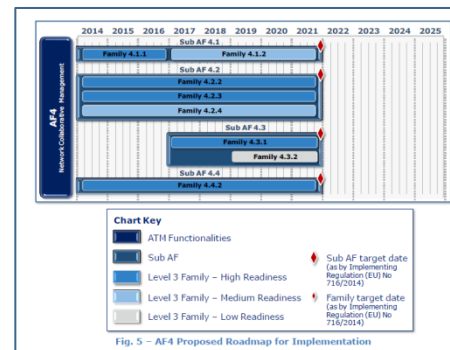 2014 2015 2016 2017 2018 2019 2020 2021 2022 2023 2024 2025
AF4
Network Collaborative Management
Sub AF 4.1
Family 4.1.1 Family 4.1.2
Sub AF 4.2
Family 4.2.2
Family 4.2.3
Family 4.2.4
Sub AF 4.3
Family 4.3.1
Family 4.3.2
Sub AF 4.4
Family 4.4.2
Chart Key
ATM Functionalities
Sub AF
Level 3 Family – High Readiness
Level 3 Family – Medium Readiness
Level 3 Family – Low Readiness
Sub AF target date
(as by Implementing
Regulation (EU) No
716/2014)
Family target date
(as by Implementing
Regulation (EU) No
716/2014)
Fig. 5 – AF4 Proposed Roadmap for Implementation